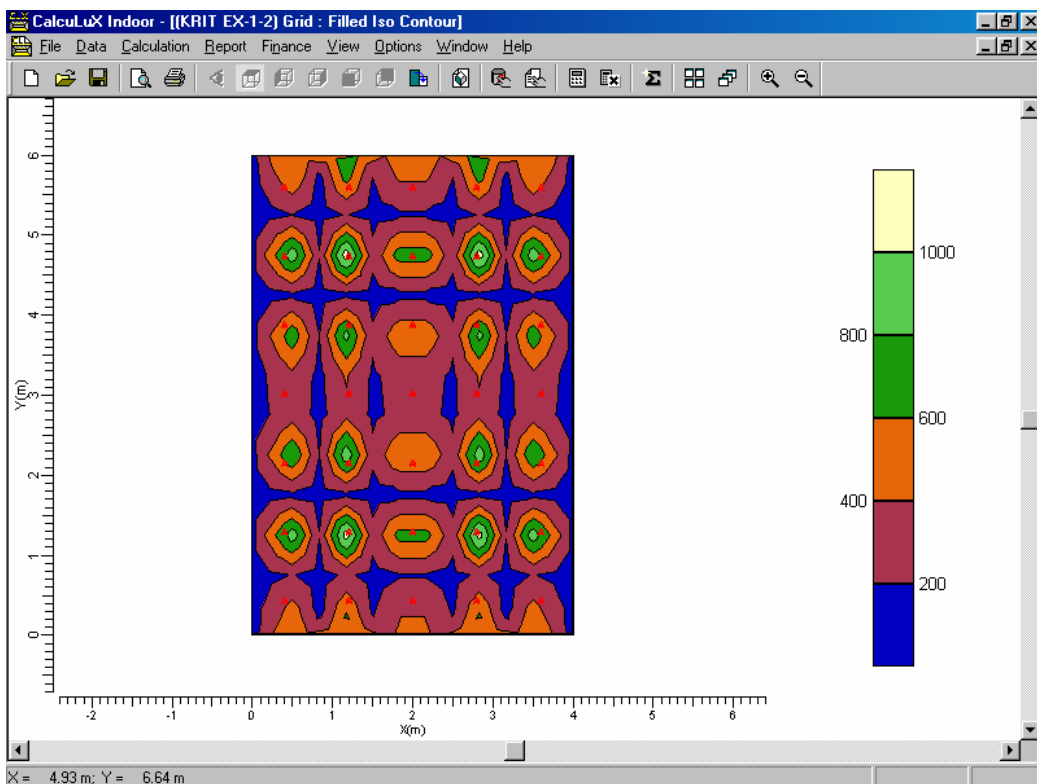 CalcuLuX Indoor - [(KRIT EX-1-2) Grid : Filled Iso Contour]
File Data Calculation Report Finance View Options Window Help
6
5
4
3
2
1
0
Y(m)
-2 -1 0 1 2 3 4 5 6
X(m)
A A A A A
A A A A A
A A A A A
A A A A A
A A A A A
A A A A A
A A A A A
1000
800
600
400
200
X = 4.93 m; Y = 6.64 m